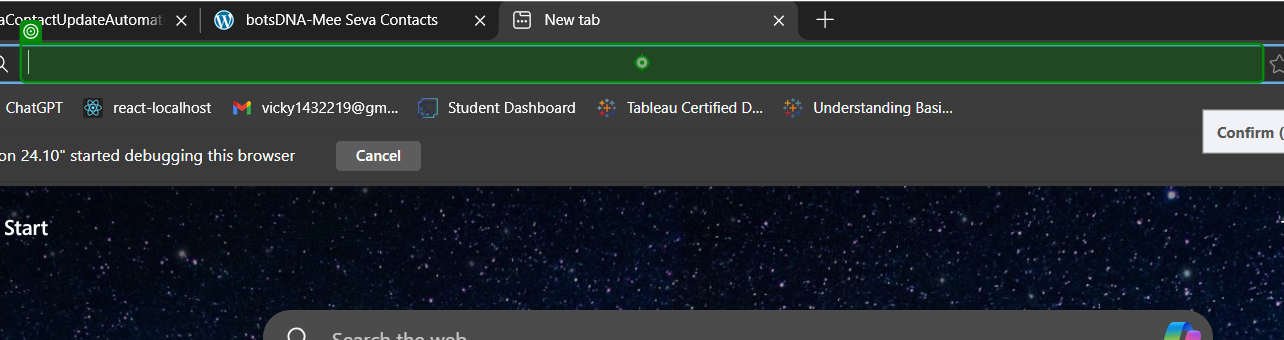 aContactUpdateAutomat
botsDNA-Mee Seva Contacts
New tab
ChatGPT
react-localhost
vicky1432219@gm...
Student Dashboard
Tableau Certified D...
Understanding Basi...
Confirm (
on 24.10" started debugging this browser
Cancel
Start
Search the web